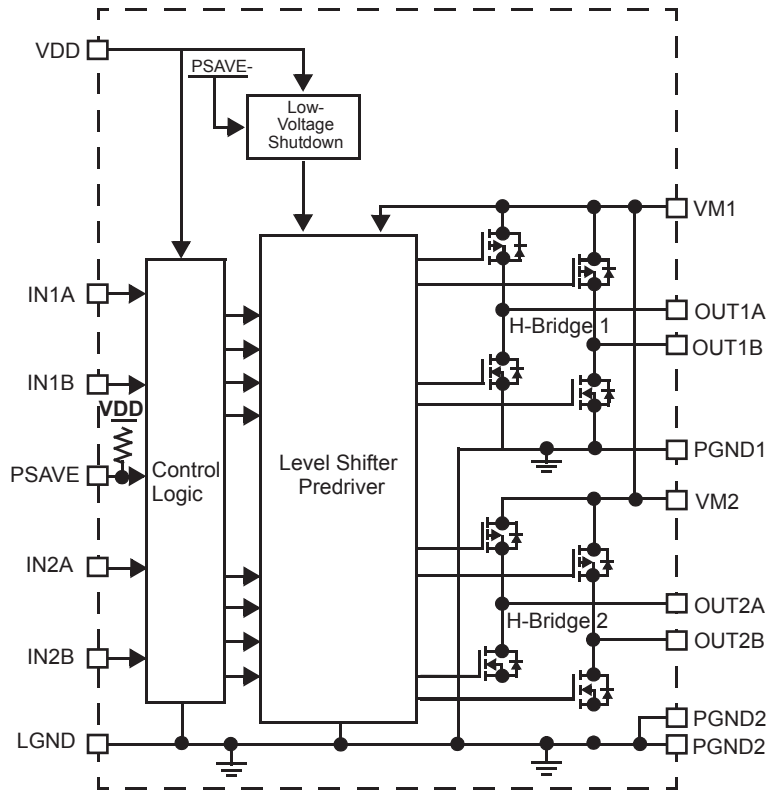 VDD
PSAVE-
Low-
Voltage
Shutdown
VM1
IN1A
OUT1A
H-Bridge 1
OUT1B
IN1B
VDD
PGND1
PSAVE
Control
Logic
Level Shifter
Predriver
VM2
IN2A
OUT2A
H-Bridge 2
OUT2B
IN2B
PGND2
LGND
PGND2